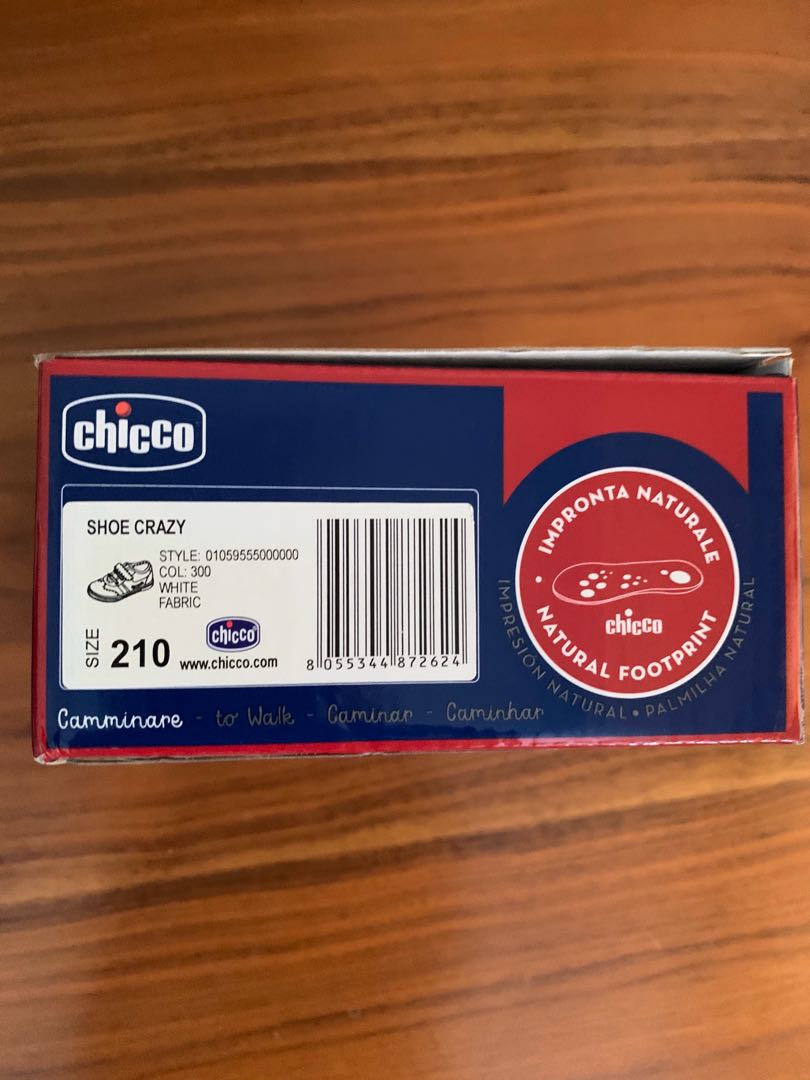 chicco
SHOE CRAZY
STYLE: 01059555000000
COL: 300
WHITE
FABRIC
SIZE 210
chicco
www.chicco.com
8 055344 872624
Camminare - to Walk - Caminar - Caminhar
IMPRONTA NATURALE
chicco
• NATURAL FOOTPRINT •
IMPRESIÓN NATURAL • PALMILHA NATURAL